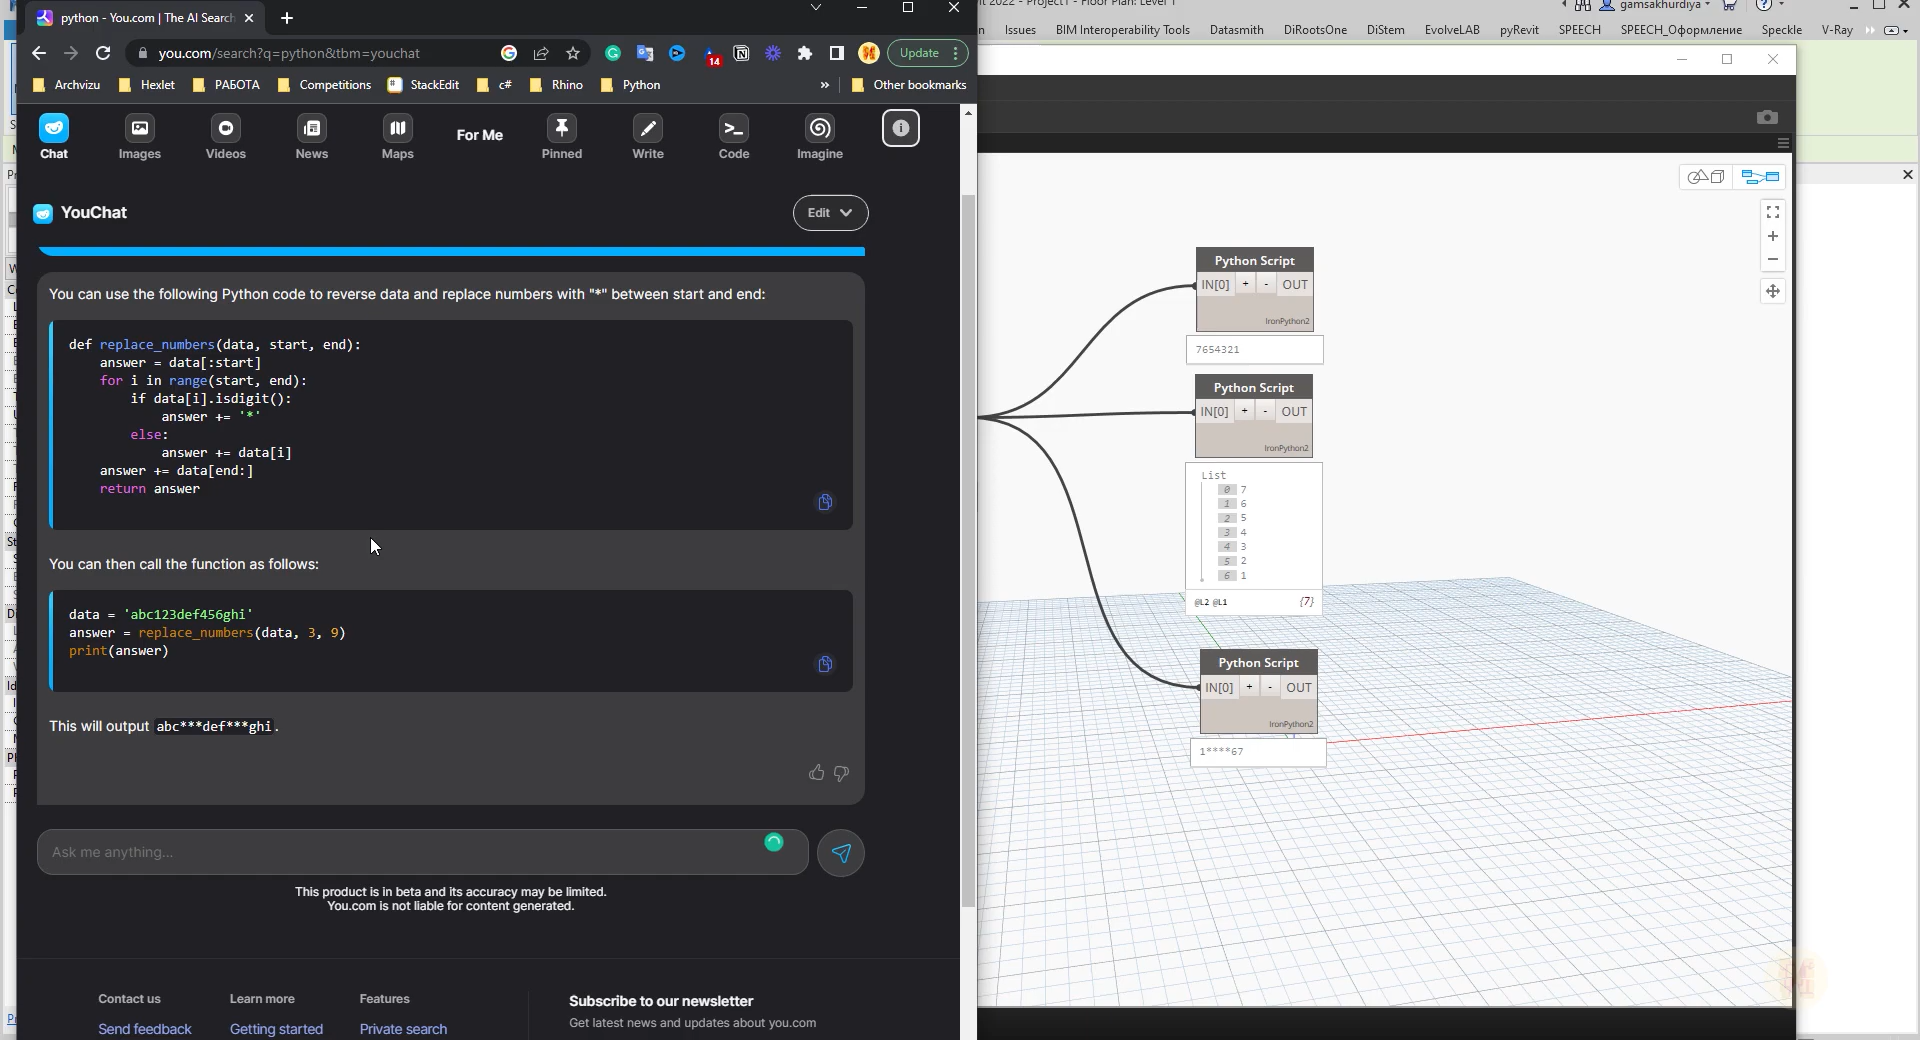 python - You.com | The AI Search
it 2022 - Project1 - Floor Plan: Level 1
gamsakhurdiya
you.com/search?q=python&tbm=youchat
14
Update
Issues
BIM Interoperability Tools
Datasmith
DiRootsOne
DiStem
EvolveLAB
pyRevit
SPEECH
SPEECH_Оформление
Speckle
V-Ray
Archvizu
Hexlet
РАБОТА
Competitions
StackEdit
c#
Rhino
Python
»
Other bookmarks
Chat
Images
Videos
News
Maps
For Me
Pinned
Write
Code
Imagine
YouChat
Edit
You can use the following Python code to reverse data and replace numbers with "*" between start and end:
def replace_numbers(data, start, end):
answer = data[:start]
for i in range(start, end):
if data[i].isdigit():
answer += '*'
else:
answer += data[i]
answer += data[end:]
return answer
You can then call the function as follows:
data = 'abc123def456ghi'
answer = replace_numbers(data, 3, 9)
print(answer)
This will output abc***def***ghi.
Ask me anything...
This product is in beta and its accuracy may be limited.
You.com is not liable for content generated.
Contact us
Learn more
Features
Subscribe to our newsletter
Send feedback
Getting started
Private search
Get latest news and updates about you.com
Python Script
IN[0] + - OUT
IronPython2
7654321
Python Script
IN[0] + - OUT
IronPython2
List
0 7
1 6
2 5
3 4
4 3
5 2
6 1
@L2 @L1 {7}
Python Script
IN[0] + - OUT
IronPython2
1****67